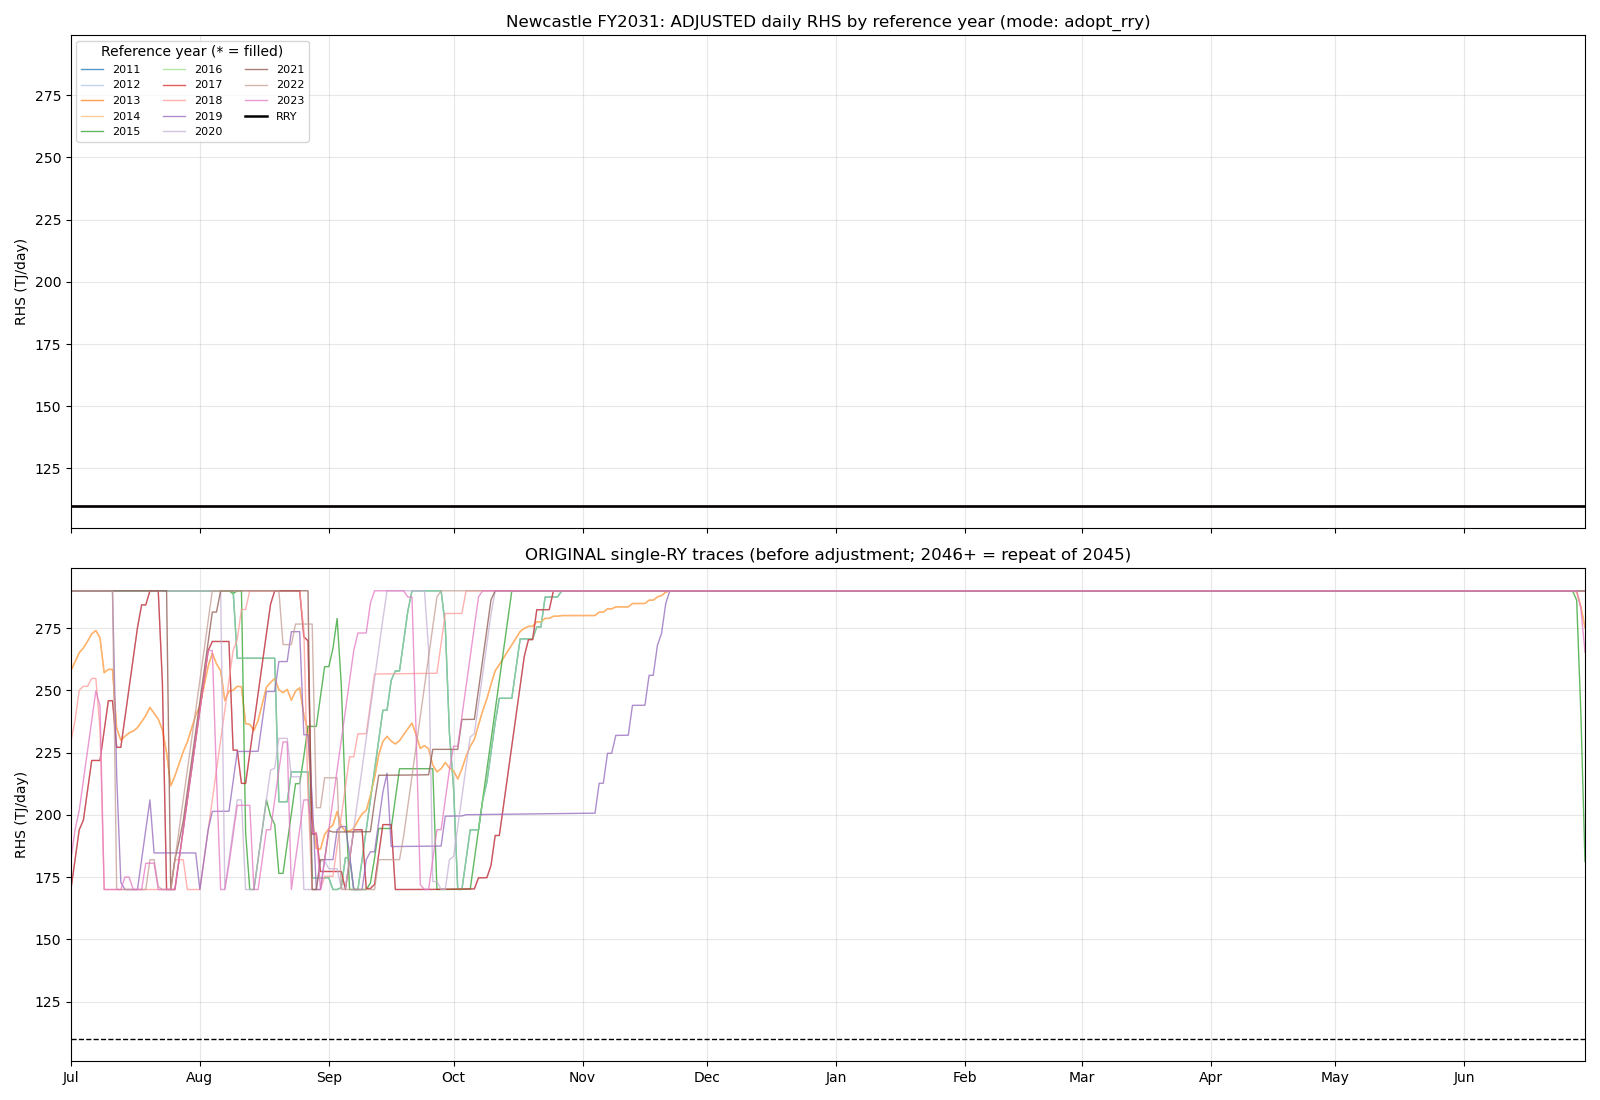 Newcastle FY2031: ADJUSTED daily RHS by reference year (mode: adopt_rry)
Reference year (* = filled)
2011 2016 2021
2012 2017 2022
2013 2018 2023
2014 2019 RRY
2015 2020
275
250
225
200
175
150
125
RHS (TJ/day)
ORIGINAL single-RY traces (before adjustment; 2046+ = repeat of 2045)
275
250
225
200
175
150
125
RHS (TJ/day)
Jul Aug Sep Oct Nov Dec Jan Feb Mar Apr May Jun